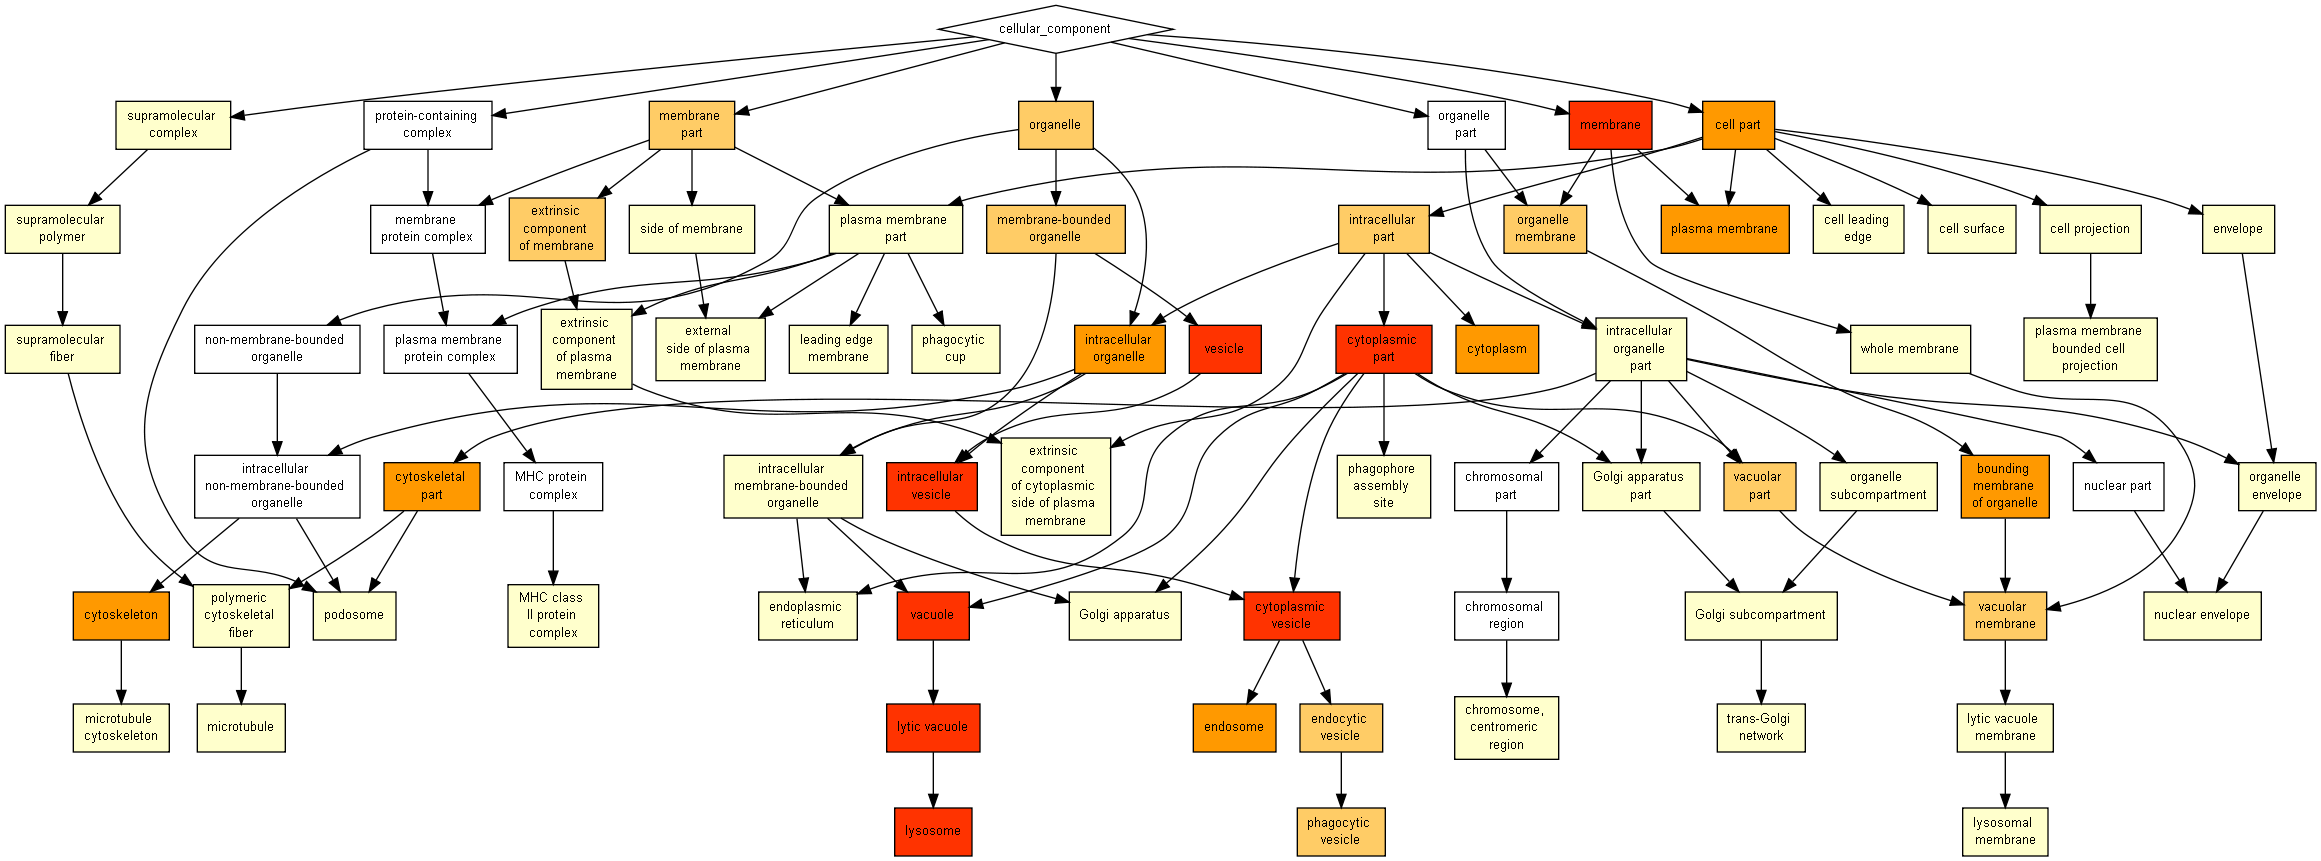 cellular_component
supramolecular
complex
protein-containing
complex
membrane
part
organelle
organelle
part
membrane
cell part
supramolecular
polymer
membrane
protein complex
extrinsic
component
of membrane
side of membrane
plasma membrane
part
membrane-bounded
organelle
intracellular
part
organelle
membrane
plasma membrane
cell leading
edge
cell surface
cell projection
envelope
supramolecular
fiber
non-membrane-bounded
organelle
plasma membrane
protein complex
extrinsic
component
of plasma
membrane
external
side of plasma
membrane
leading edge
membrane
phagocytic
cup
intracellular
organelle
vesicle
cytoplasmic
part
cytoplasm
intracellular
organelle
part
whole membrane
plasma membrane
bounded cell
projection
intracellular
non-membrane-bounded
organelle
cytoskeletal
part
MHC protein
complex
intracellular
membrane-bounded
organelle
intracellular
vesicle
extrinsic
component
of cytoplasmic
side of plasma
membrane
phagophore
assembly
site
chromosomal
part
Golgi apparatus
part
vacuolar
part
organelle
subcompartment
bounding
membrane
of organelle
nuclear part
organelle
envelope
cytoskeleton
polymeric
cytoskeletal
fiber
podosome
MHC class
II protein
complex
endoplasmic
reticulum
vacuole
Golgi apparatus
cytoplasmic
vesicle
chromosomal
region
Golgi subcompartment
vacuolar
membrane
nuclear envelope
microtubule
cytoskeleton
microtubule
lytic vacuole
endosome
endocytic
vesicle
chromosome,
centromeric
region
trans-Golgi
network
lytic vacuole
membrane
lysosome
phagocytic
vesicle
lysosomal
membrane